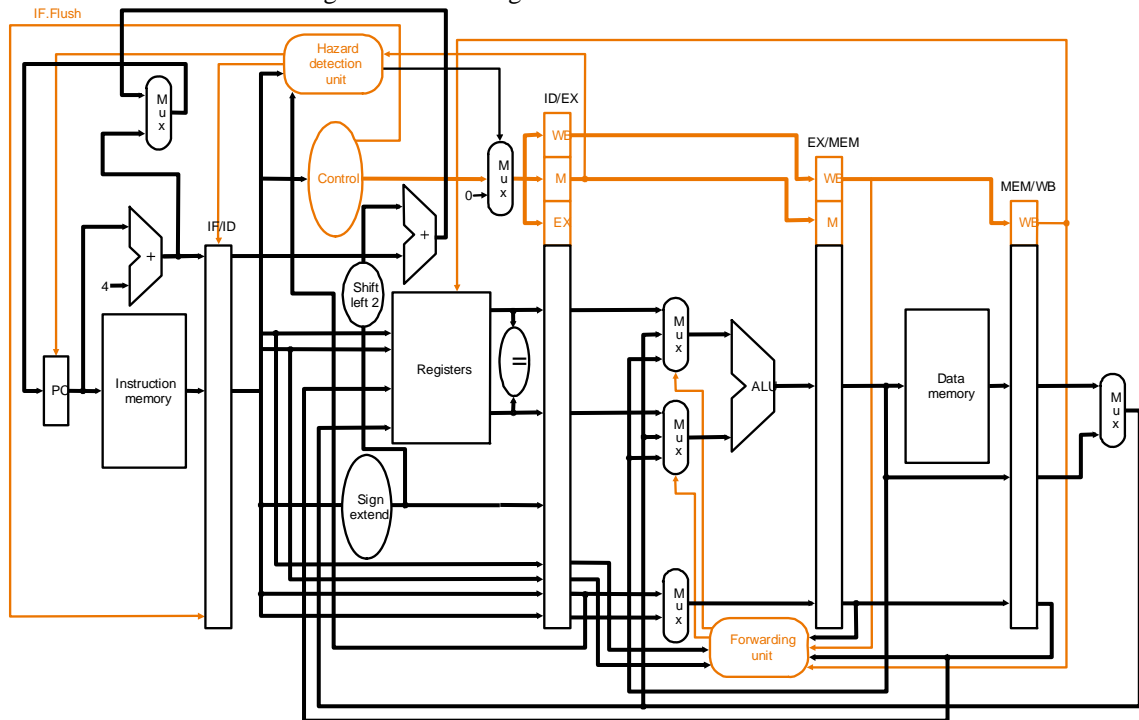 IF.Flush
Hazard
detection
unit
M
u
x
ID/EX
WB
M
EX
EX/MEM
WB
M
MEM/WB
WB
Control
M
u
x
0
IF/ID
+
+
4
Shift
left 2
PC
Instruction
memory
Registers
=
M
u
x
M
u
x
ALU
Data
memory
M
u
x
Sign
extend
M
u
x
Forwarding
unit